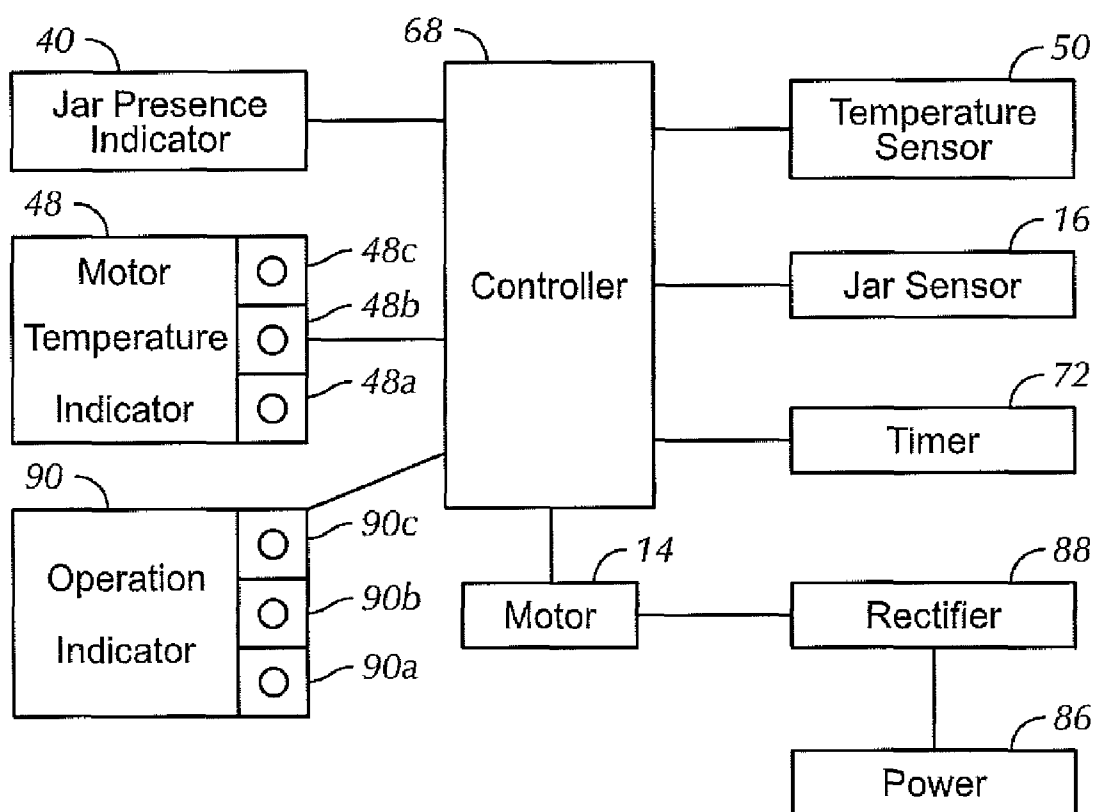 40
Jar Presence
Indicator
48
Motor
Temperature
Indicator
48c
48b
48a
90
Operation
Indicator
90c
90b
90a
68
Controller
14
Motor
50
Temperature
Sensor
16
Jar Sensor
72
Timer
88
Rectifier
86
Power